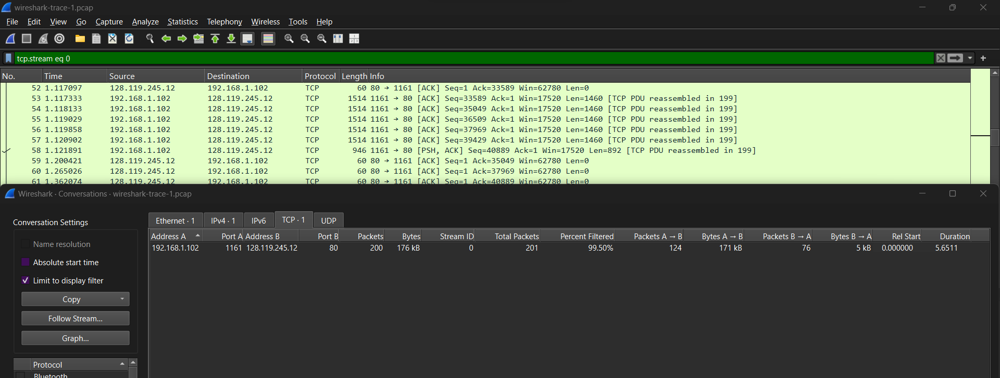 wireshark-trace-1.pcap
File Edit View Go Capture Analyze Statistics Telephony Wireless Tools Help
tcp.stream eq 0
No. Time Source Destination Protocol Length Info
52 1.117097 128.119.245.12 192.168.1.102 TCP 60 80 → 1161 [ACK] Seq=1 Ack=33589 Win=62780 Len=0
53 1.117333 192.168.1.102 128.119.245.12 TCP 1514 1161 → 80 [ACK] Seq=33589 Ack=1 Win=17520 Len=1460 [TCP PDU reassembled in 199]
54 1.118133 192.168.1.102 128.119.245.12 TCP 1514 1161 → 80 [ACK] Seq=35049 Ack=1 Win=17520 Len=1460 [TCP PDU reassembled in 199]
55 1.119029 192.168.1.102 128.119.245.12 TCP 1514 1161 → 80 [ACK] Seq=36509 Ack=1 Win=17520 Len=1460 [TCP PDU reassembled in 199]
56 1.119858 192.168.1.102 128.119.245.12 TCP 1514 1161 → 80 [ACK] Seq=37969 Ack=1 Win=17520 Len=1460 [TCP PDU reassembled in 199]
57 1.120902 192.168.1.102 128.119.245.12 TCP 1514 1161 → 80 [ACK] Seq=39429 Ack=1 Win=17520 Len=1460 [TCP PDU reassembled in 199]
58 1.121891 192.168.1.102 128.119.245.12 TCP 946 1161 → 80 [PSH, ACK] Seq=40889 Ack=1 Win=17520 Len=892 [TCP PDU reassembled in 199]
59 1.200421 128.119.245.12 192.168.1.102 TCP 60 80 → 1161 [ACK] Seq=1 Ack=35049 Win=62780 Len=0
60 1.265026 128.119.245.12 192.168.1.102 TCP 60 80 → 1161 [ACK] Seq=1 Ack=37969 Win=62780 Len=0
61 1.362074 128.119.245.12 192.168.1.102 TCP 60 80 → 1161 [ACK] Seq=1 Ack=40889 Win=62780 Len=0
Wireshark · Conversations · wireshark-trace-1.pcap
Conversation Settings
Name resolution
Absolute start time
Limit to display filter
Copy
Follow Stream...
Graph...
Protocol
Bluetooth
Ethernet · 1 IPv4 · 1 IPv6 TCP · 1 UDP
Address A Port A Address B Port B Packets Bytes Stream ID Total Packets Percent Filtered Packets A → B Bytes A → B Packets B → A Bytes B → A Rel Start Duration
192.168.1.102 1161 128.119.245.12 80 200 176 kB 0 201 99.50% 124 171 kB 76 5 kB 0.000000 5.6511